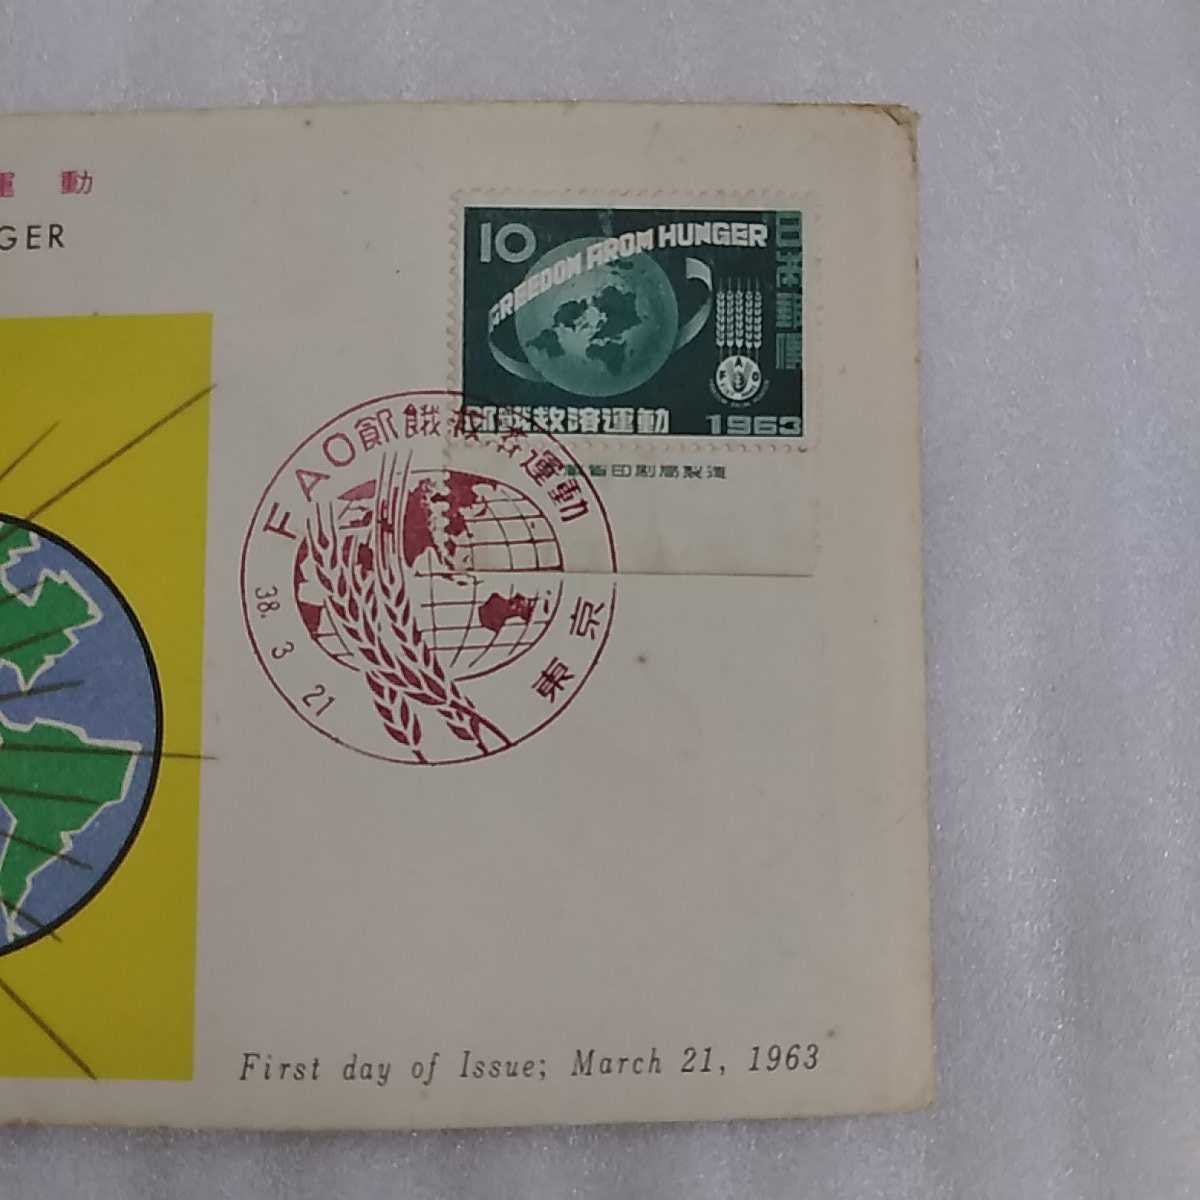 運 動
GER
10
FREEDOM FROM HUNGER
日本郵便
FAO
飢餓救済運動 1963
省印刷局製造
FAO飢餓救済運動
38. 3 21
東京
First day of Issue; March 21, 1963